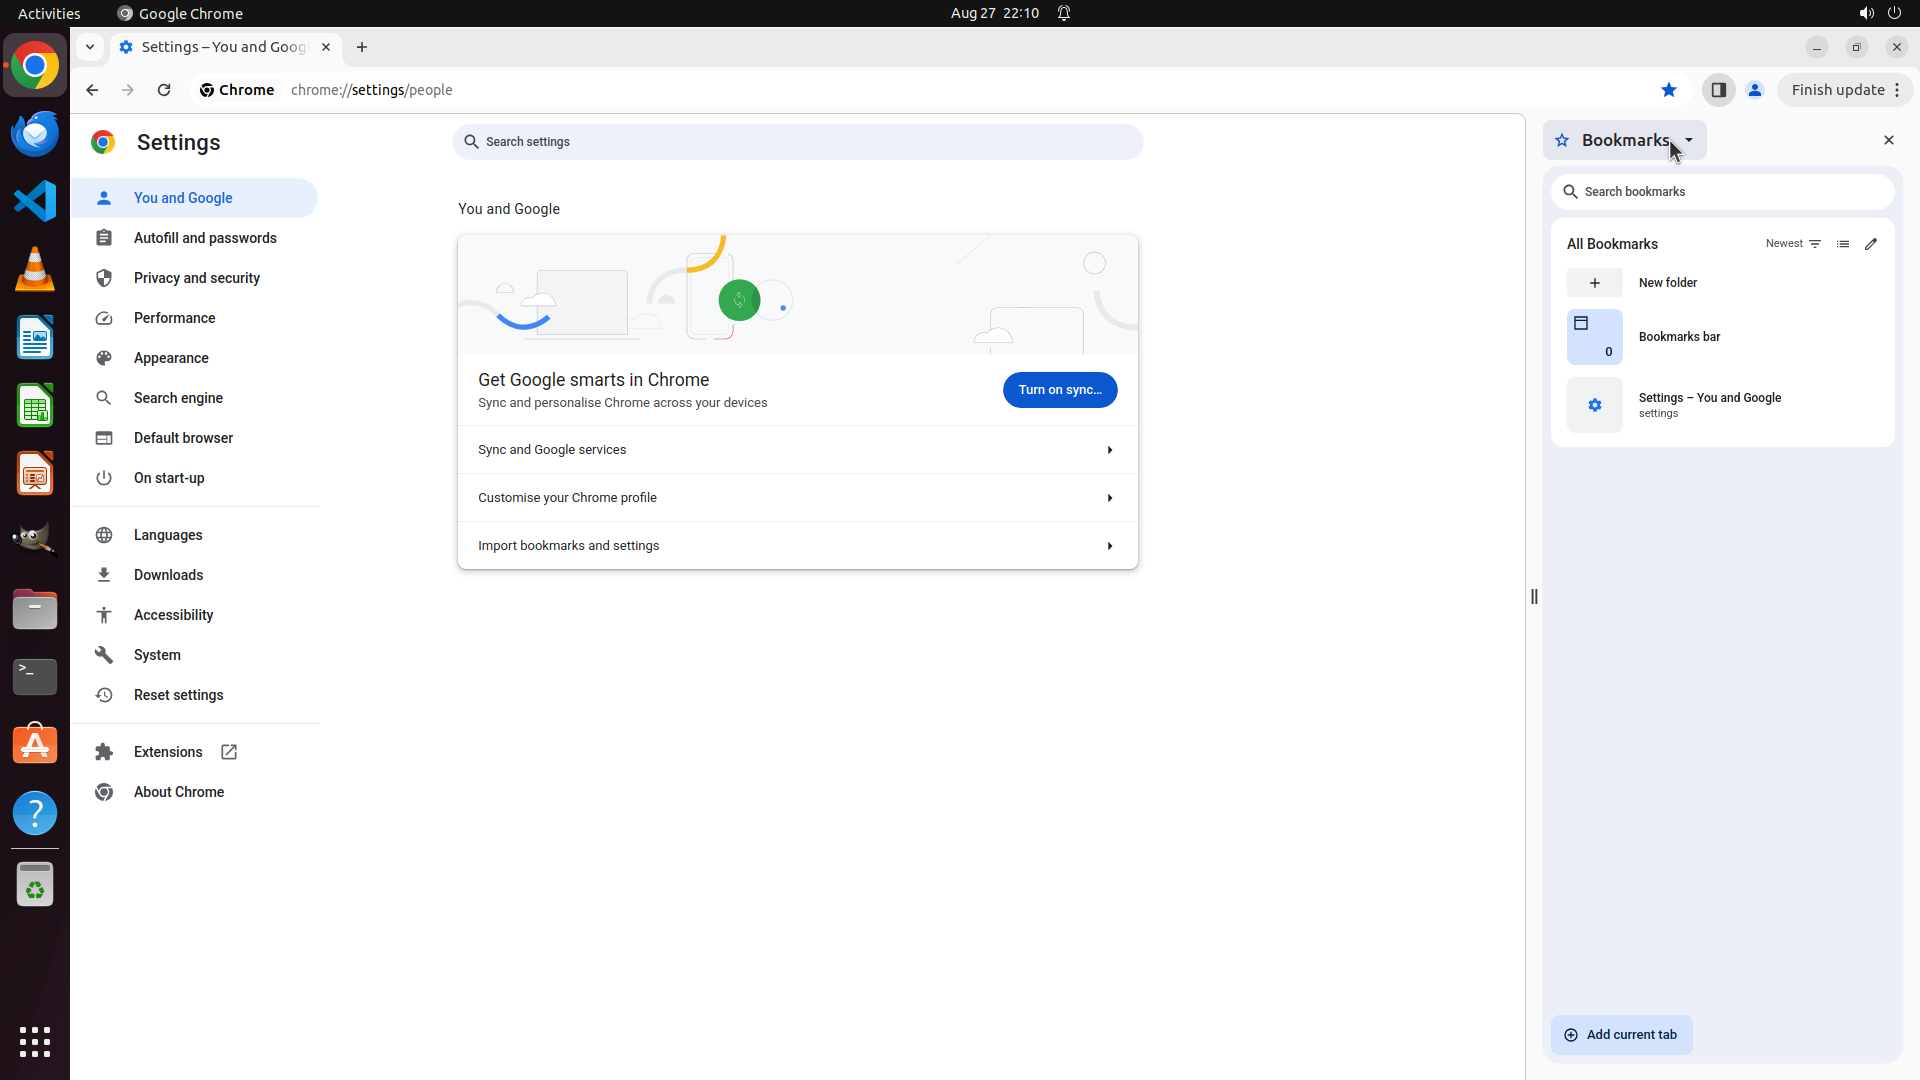 Activities
Google Chrome
Aug 27 22:10
Settings – You and Goog
Chrome
chrome://settings/people
Finish update
Settings
Search settings
You and Google
Autofill and passwords
Privacy and security
Performance
Appearance
Search engine
Default browser
On start-up
Languages
Downloads
Accessibility
System
Reset settings
Extensions
About Chrome
You and Google
Get Google smarts in Chrome
Sync and personalise Chrome across your devices
Turn on sync...
Sync and Google services
Customise your Chrome profile
Import bookmarks and settings
Bookmarks
Search bookmarks
All Bookmarks
Newest
New folder
0
Bookmarks bar
Settings – You and Google
settings
Add current tab